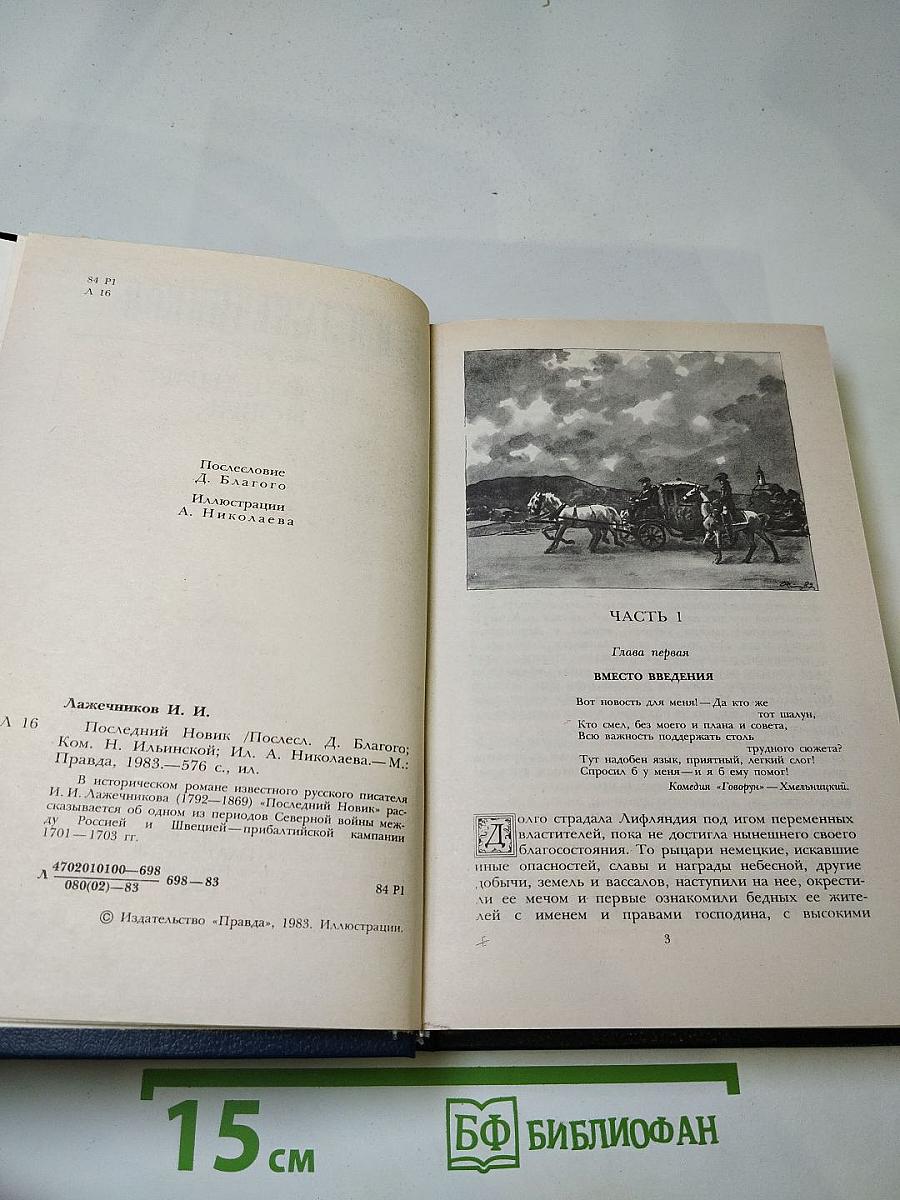 84 Р1
Л 16
Послесловие
Д. Благого
Иллюстрации
А. Николаева
Лажечников И. И.
Л 16
Последний Новик /Послесл. Д. Благого;
Ком. Н. Ильинской; Ил. А. Николаева.—М.:
Правда, 1983.—576 с., ил.
В историческом романе известного русского писателя
И. И. Лажечникова (1792—1869) «Последний Новик» рас-
сказывается об одном из периодов Северной войны меж-
ду Россией и Швецией—прибалтийской кампании
1701—1703 гг.
Л 4702010100—698
080(02)—83
698—83
84 Р1
© Издательство «Правда», 1983. Иллюстрации.
ЧАСТЬ 1
Глава первая
ВМЕСТО ВВЕДЕНИЯ
Вот новость для меня!—Да кто же
тот шалун,
Кто смел, без моего и плана и совета,
Всю важность поддержать столь
трудного сюжета?
Тут надобен язык, приятный, легкий слог!
Спросил б у меня—и я б ему помог!
Комедия «Говорун»—Хмельницкий.
Долго страдала Лифляндия под игом переменных
властителей, пока не достигла нынешнего своего
благосостояния. То рыцари немецкие, искавшие
иные опасностей, славы и награды небесной, другие
добычи, земель и вассалов, наступили на нее, окрести-
ли ее мечом и первые ознакомили бедных ее жите-
лей с именем и правами господина, с высокими
3
15 см
БФ БИБЛИОФАН